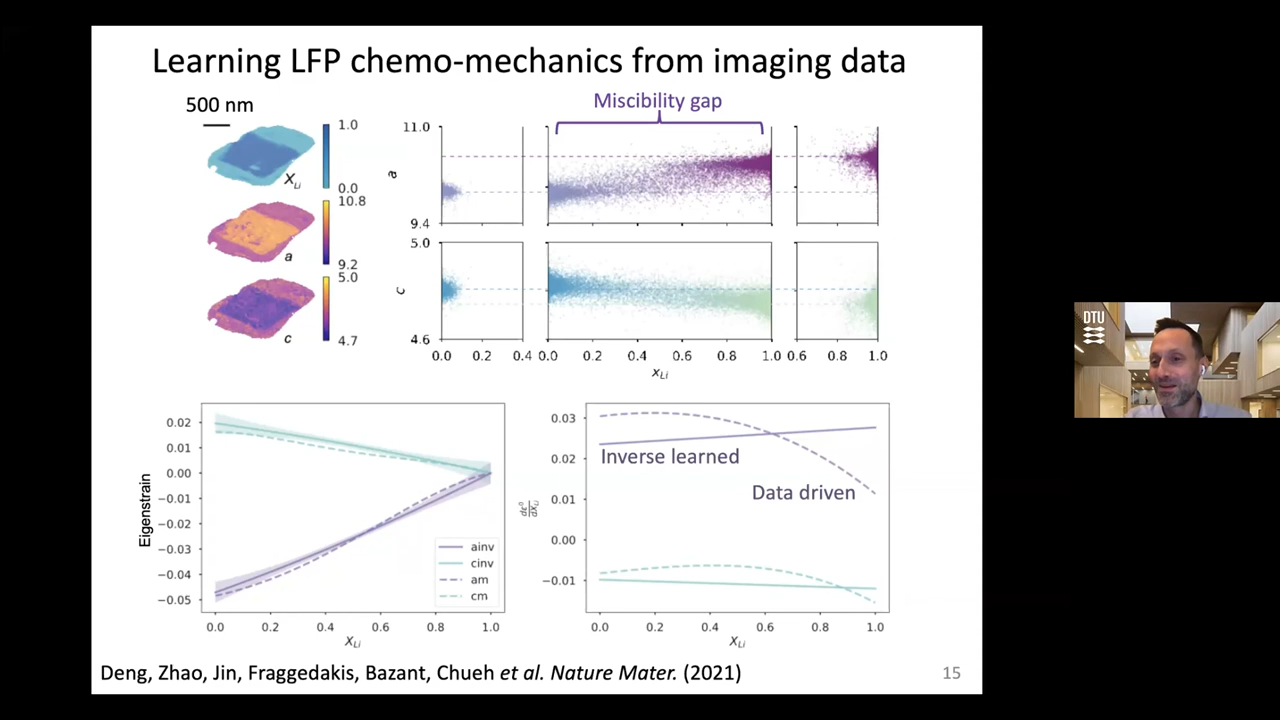 Learning LFP chemo-mechanics from imaging data
500 nm
Miscibility gap
1.0
0.0
X_Li
10.8
9.2
a
5.0
4.7
c
11.0
a
9.4
5.0
c
4.6
0.0 0.2 0.4 0.0 0.2 0.4 0.6 0.8 1.0 0.6 0.8 1.0
x_Li
DTU
0.02
0.01
0.00
−0.01
−0.02
−0.03
−0.04
−0.05
Eigenstrain
ainv
cinv
am
cm
0.0 0.2 0.4 0.6 0.8 1.0
X_Li
0.03
0.02
0.01
0.00
−0.01
dε⁰/dX_Li
Inverse learned
Data driven
0.0 0.2 0.4 0.6 0.8 1.0
X_Li
Deng, Zhao, Jin, Fraggedakis, Bazant, Chueh et al. Nature Mater. (2021)
15